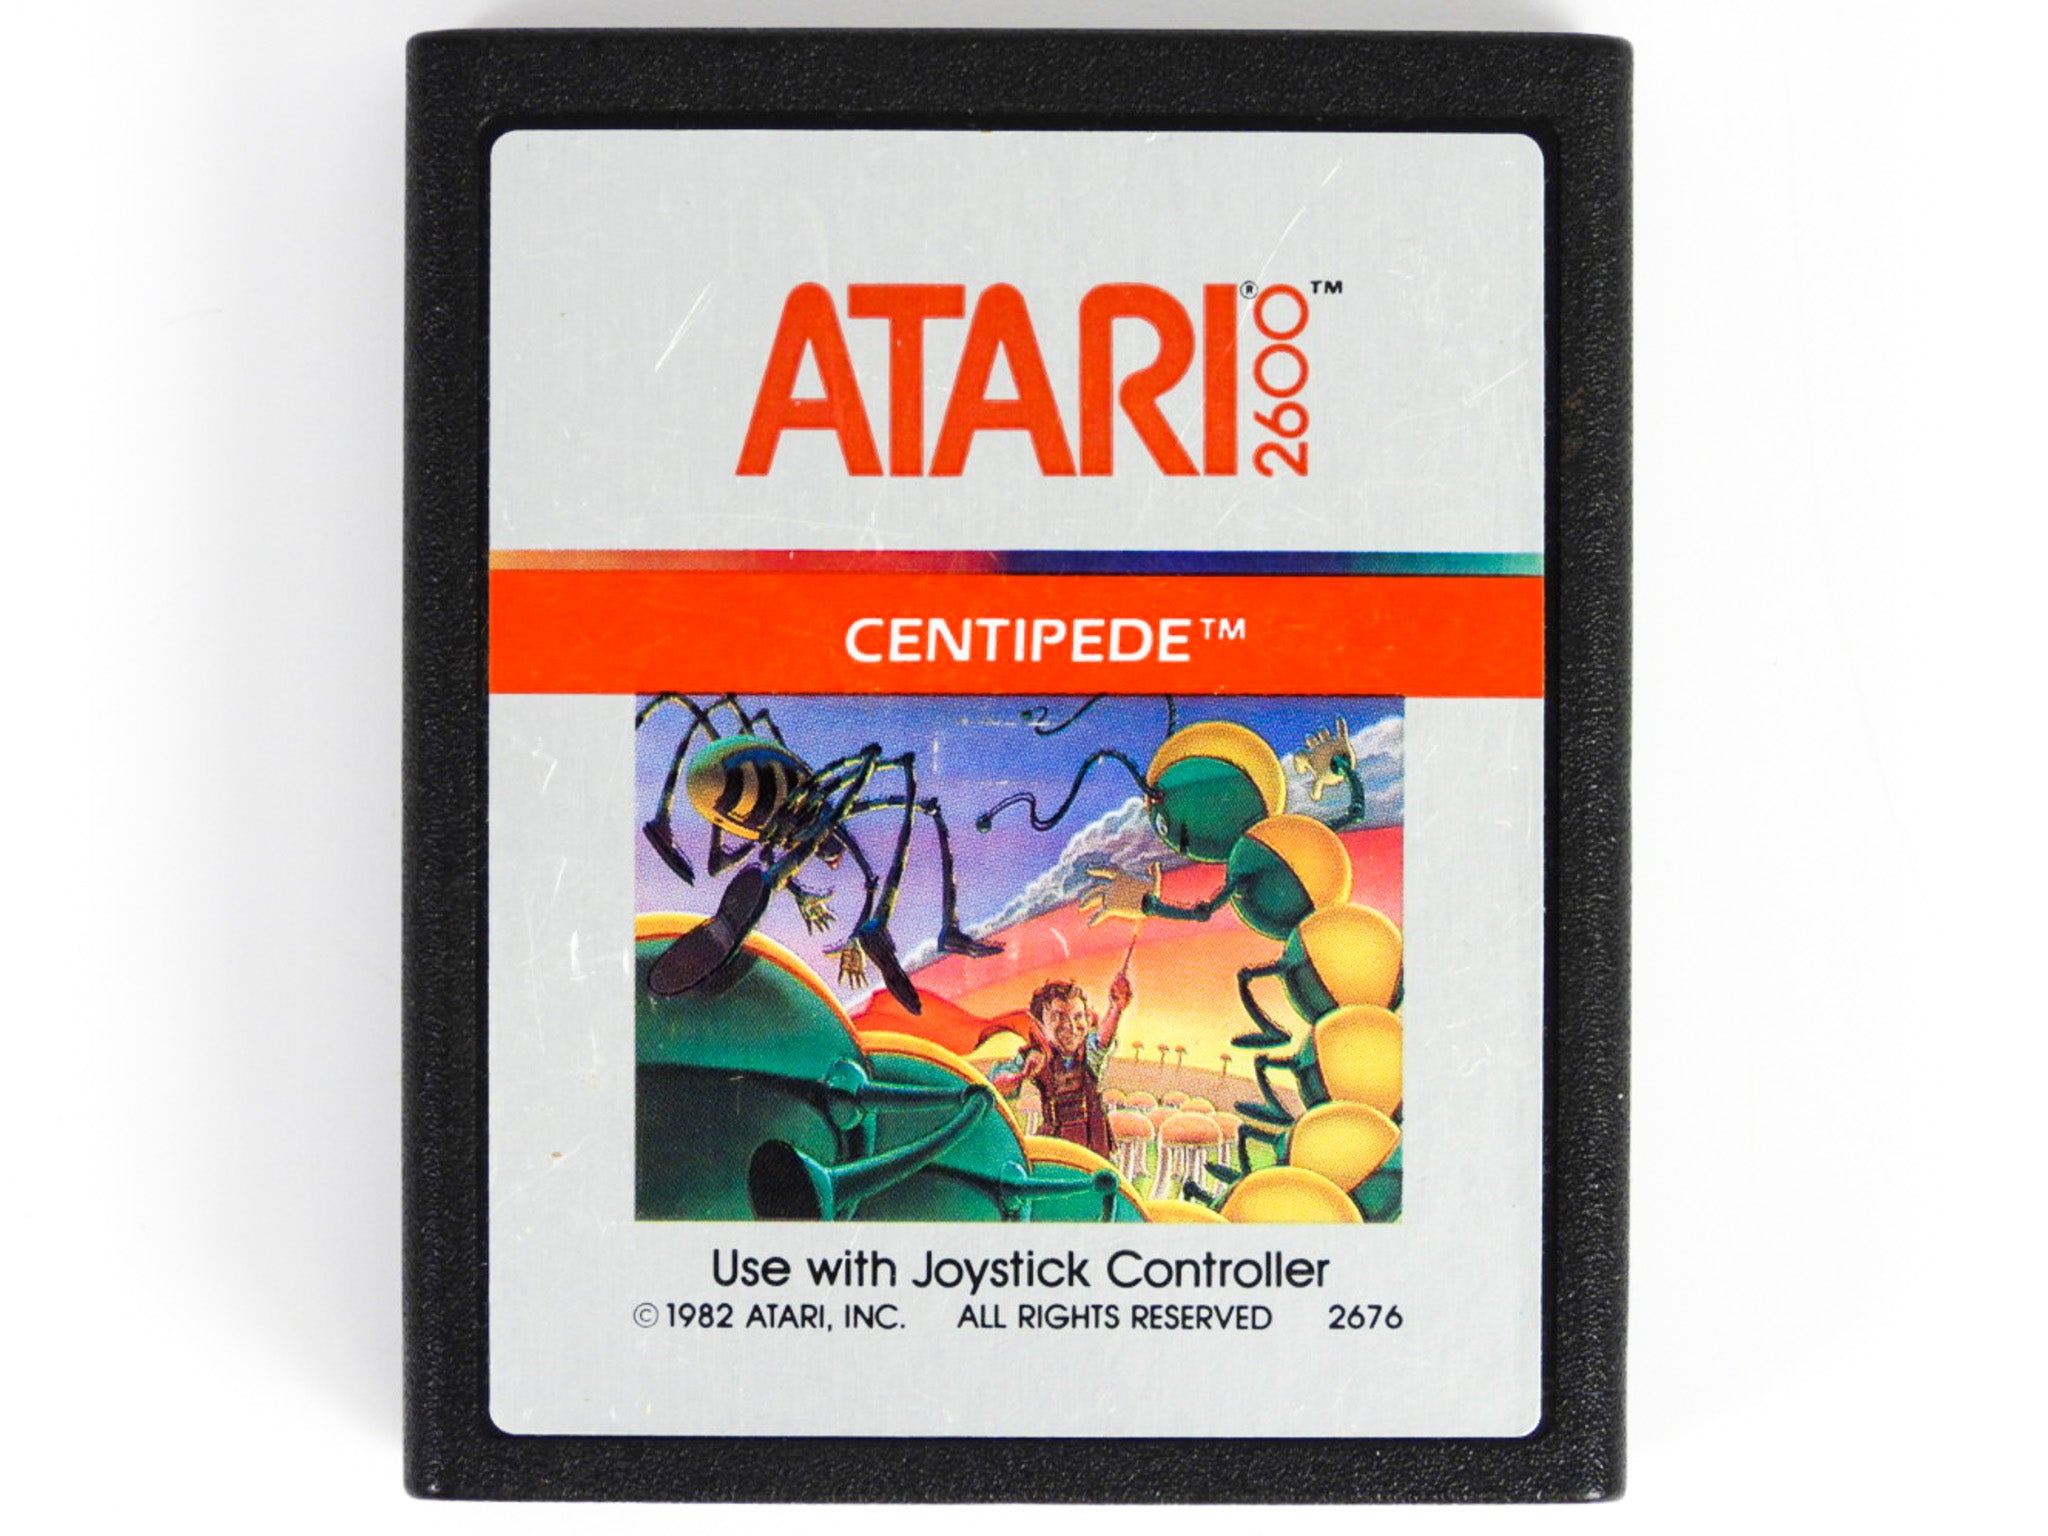 ATARI® 2600™
CENTIPEDE™
Use with Joystick Controller
© 1982 ATARI, INC. ALL RIGHTS RESERVED 2676